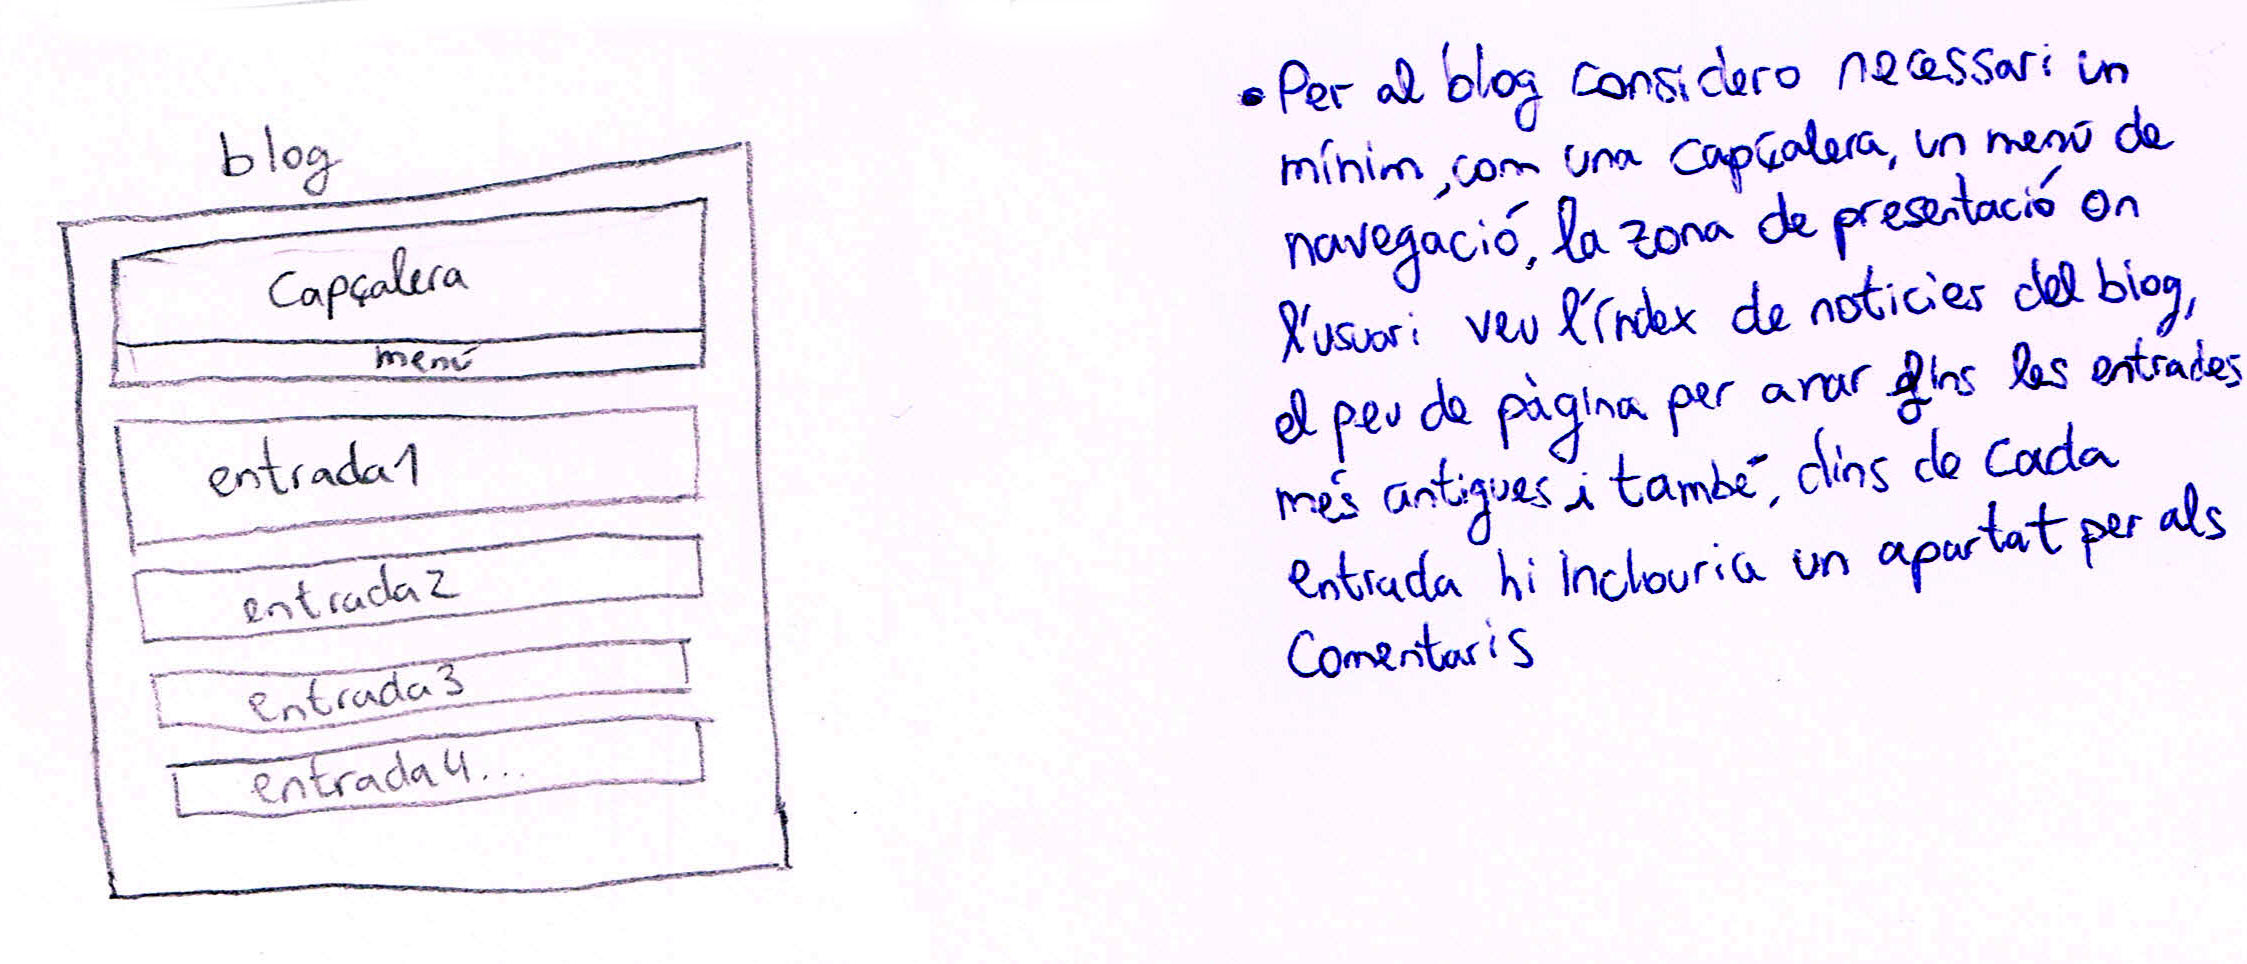 blog
Capçalera
menú
entrada1
entrada2
entrada3
entrada4...
• Per al blog considero necessari un
mínim, com una capçalera, un menú de
navegació, la zona de presentació on
l'usuari veu l'índex de noticies del blog,
el peu de pàgina per anar fins les entrades
més antigues i també, dins de cada
entrada hi inclouria un apartat per als
comentaris